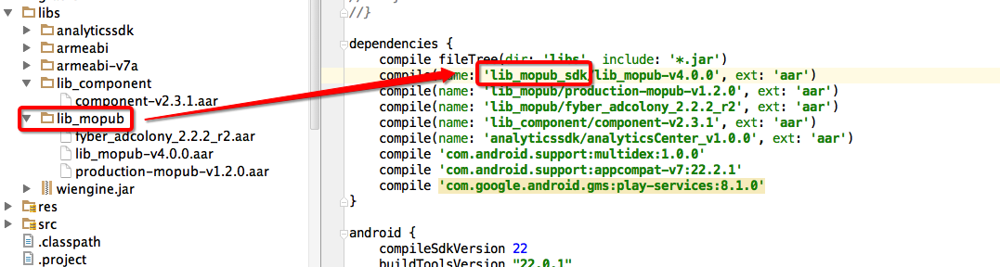 libs
analyticssdk
armeabi
armeabi-v7a
lib_component
component-v2.3.1.aar
lib_mopub
fyber_adcolony_2.2.2_r2.aar
lib_mopub-v4.0.0.aar
production-mopub-v1.2.0.aar
wiengine.jar
res
src
.classpath
.project
//}
dependencies {
compile fileTree(dir: 'libs', include: '*.jar')
compile(name: 'lib_mopub_sdk/lib_mopub-v4.0.0', ext: 'aar')
compile(name: 'lib_mopub/production-mopub-v1.2.0', ext: 'aar')
compile(name: 'lib_mopub/fyber_adcolony_2.2.2_r2', ext: 'aar')
compile(name: 'lib_component/component-v2.3.1', ext: 'aar')
compile(name: 'analyticssdk/analyticsCenter_v1.0.0', ext: 'aar')
compile 'com.android.support:multidex:1.0.0'
compile 'com.android.support:appcompat-v7:22.2.1'
compile 'com.google.android.gms:play-services:8.1.0'
}
android {
compileSdkVersion 22
buildToolsVersion "22.0.1"